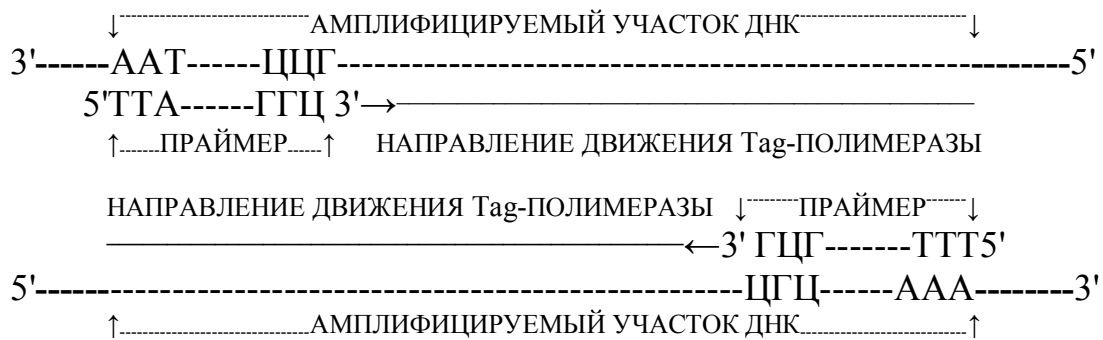 ↓---------------АМПЛИФИЦИРУЕМЫЙ УЧАСТОК ДНК---------------↓
3'------ААТ------ЦЦГ------------------------------------------------------------5'
5'ТТА------ГГЦ 3'→────────────────────
↑.......ПРАЙМЕР......↑ НАПРАВЛЕНИЕ ДВИЖЕНИЯ Tag-ПОЛИМЕРАЗЫ
НАПРАВЛЕНИЕ ДВИЖЕНИЯ Tag-ПОЛИМЕРАЗЫ ↓---------ПРАЙМЕР-------↓
────────────────────←3' ГЦГ-------ТТТ5'
5'------------------------------------------------------------ЦГЦ------ААА--------3'
↑...............АМПЛИФИЦИРУЕМЫЙ УЧАСТОК ДНК...............↑